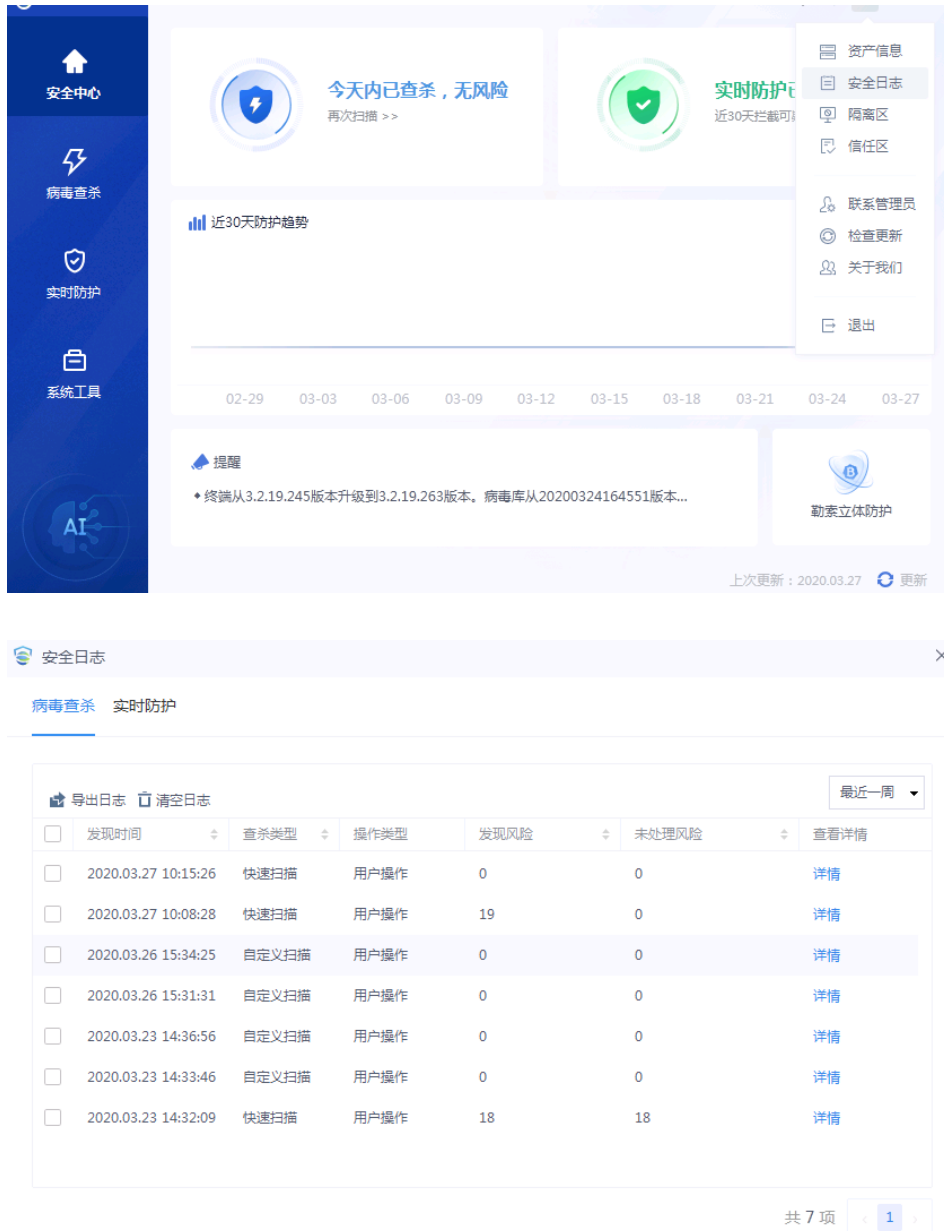 安全中心
病毒查杀
实时防护
系统工具
AI
今天内已查杀，无风险
再次扫描 >>
实时防护
近30天拦截可
资产信息
安全日志
隔离区
信任区
联系管理员
检查更新
关于我们
退出
近30天防护趋势
02-29 03-03 03-06 03-09 03-12 03-15 03-18 03-21 03-24 03-27
提醒
终端从3.2.19.245版本升级到3.2.19.263版本。病毒库从20200324164551版本...
勒索立体防护
上次更新：2020.03.27 更新
安全日志
病毒查杀 实时防护
导出日志 清空日志 最近一周
发现时间 查杀类型 操作类型 发现风险 未处理风险 查看详情
2020.03.27 10:15:26 快速扫描 用户操作 0 0 详情
2020.03.27 10:08:28 快速扫描 用户操作 19 0 详情
2020.03.26 15:34:25 自定义扫描 用户操作 0 0 详情
2020.03.26 15:31:31 自定义扫描 用户操作 0 0 详情
2020.03.23 14:36:56 自定义扫描 用户操作 0 0 详情
2020.03.23 14:33:46 自定义扫描 用户操作 0 0 详情
2020.03.23 14:32:09 快速扫描 用户操作 18 18 详情
共 7 项 1